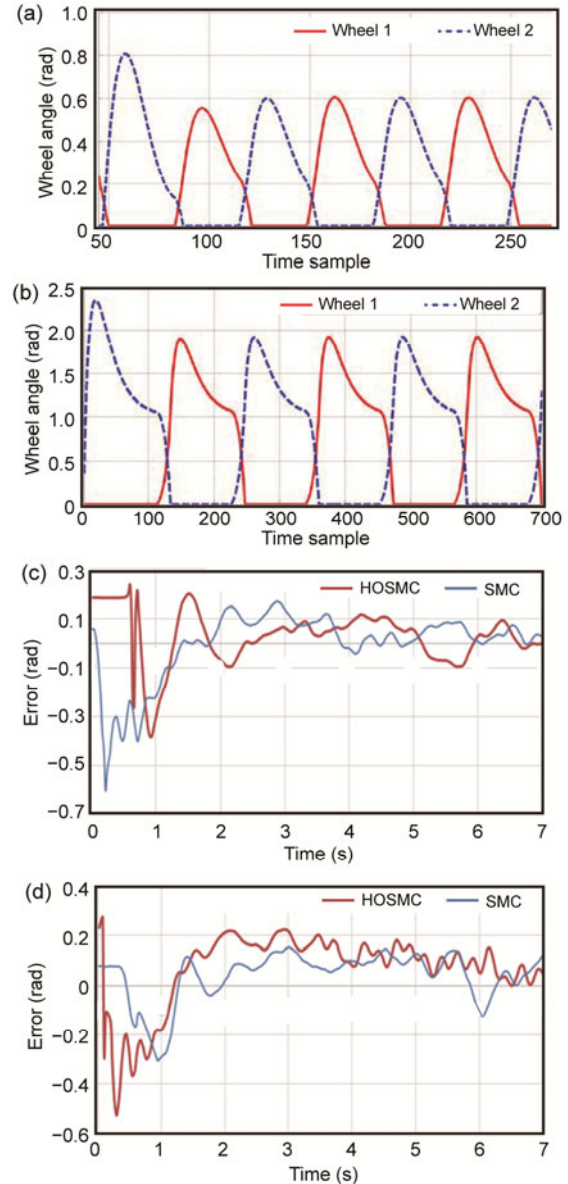 (a)
Wheel angle (rad)
1.0
0.8
0.6
0.4
0.2
0
Wheel 1
Wheel 2
50
100
150
200
250
Time sample
(b)
Wheel angle (rad)
2.5
2.0
1.5
1.0
0.5
0
Wheel 1
Wheel 2
0
100
200
300
400
500
600
700
Time sample
(c)
Error (rad)
0.3
0.1
−0.1
−0.3
−0.5
−0.7
HOSMC
SMC
0
1
2
3
4
5
6
7
Time (s)
(d)
Error (rad)
0.4
0.2
0
−0.2
−0.4
−0.6
HOSMC
SMC
0
1
2
3
4
5
6
7
Time (s)